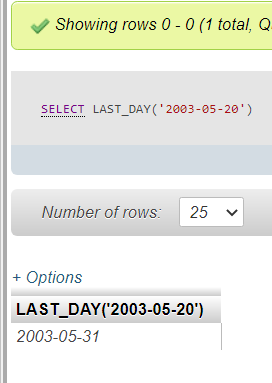 Showing rows 0 - 0 (1 total, Q
SELECT LAST_DAY('2003-05-20')
Number of rows: 25
+ Options
LAST_DAY('2003-05-20')
2003-05-31